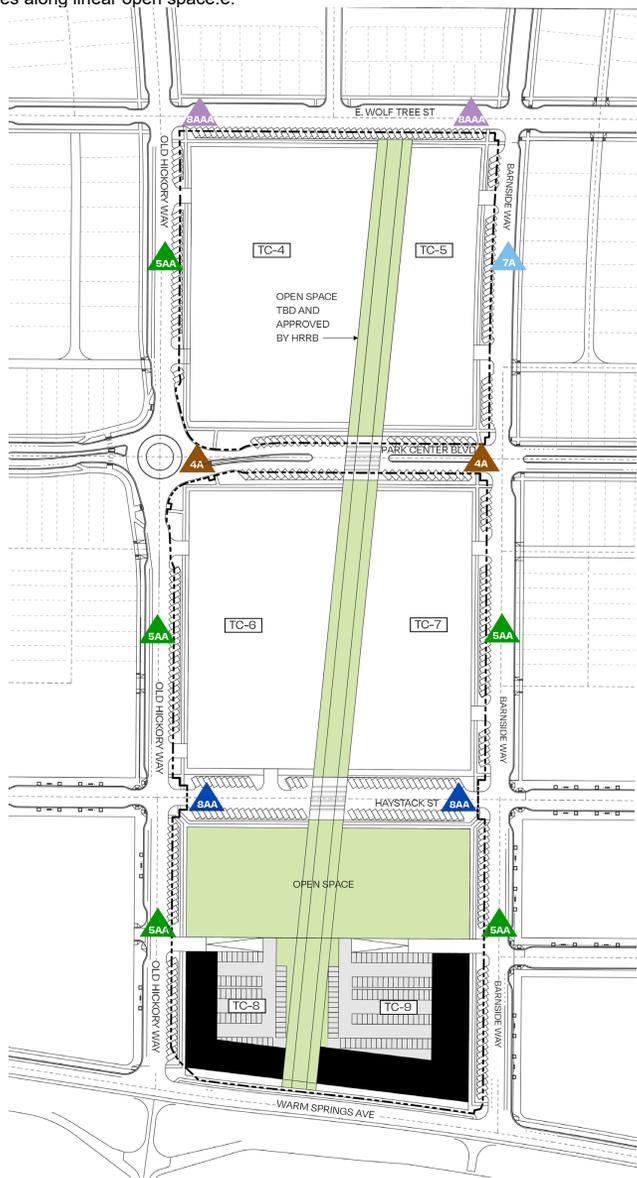 es along linear open space.e.
8AAA
E. WOLF TREE ST
8AAA
OLD HICKORY WAY
BARNSIDE WAY
TC-4
TC-5
5AA
7A
OPEN SPACE
TBD AND
APPROVED
BY HRRB
PARK CENTER BLVD
4A
4A
TC-6
TC-7
5AA
5AA
OLD HICKORY WAY
BARNSIDE WAY
8AA
HAYSTACK ST
8AA
OPEN SPACE
5AA
5AA
OLD HICKORY WAY
BARNSIDE WAY
TC-8
TC-9
WARM SPRINGS AVE